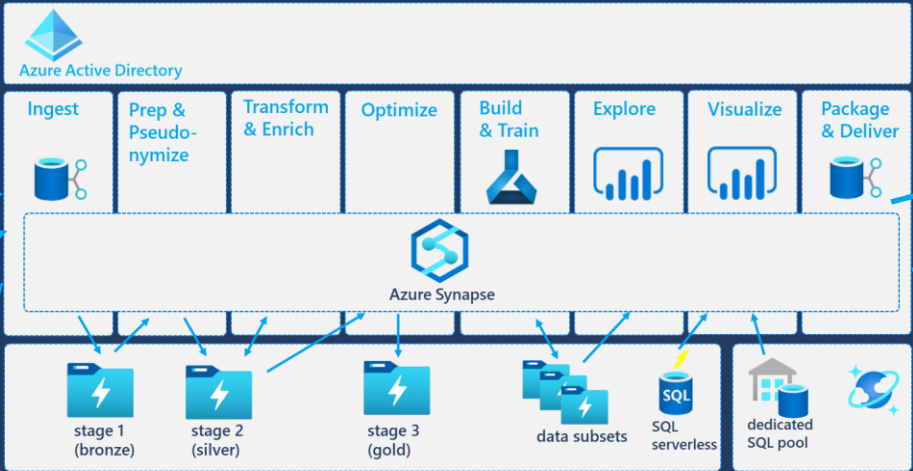 Azure Active Directory
Ingest
Prep &
Pseudo-
nymize
Transform
& Enrich
Optimize
Build
& Train
Explore
Visualize
Package
& Deliver
Azure Synapse
stage 1
(bronze)
stage 2
(silver)
stage 3
(gold)
data subsets
SQL
SQL
serverless
dedicated
SQL pool